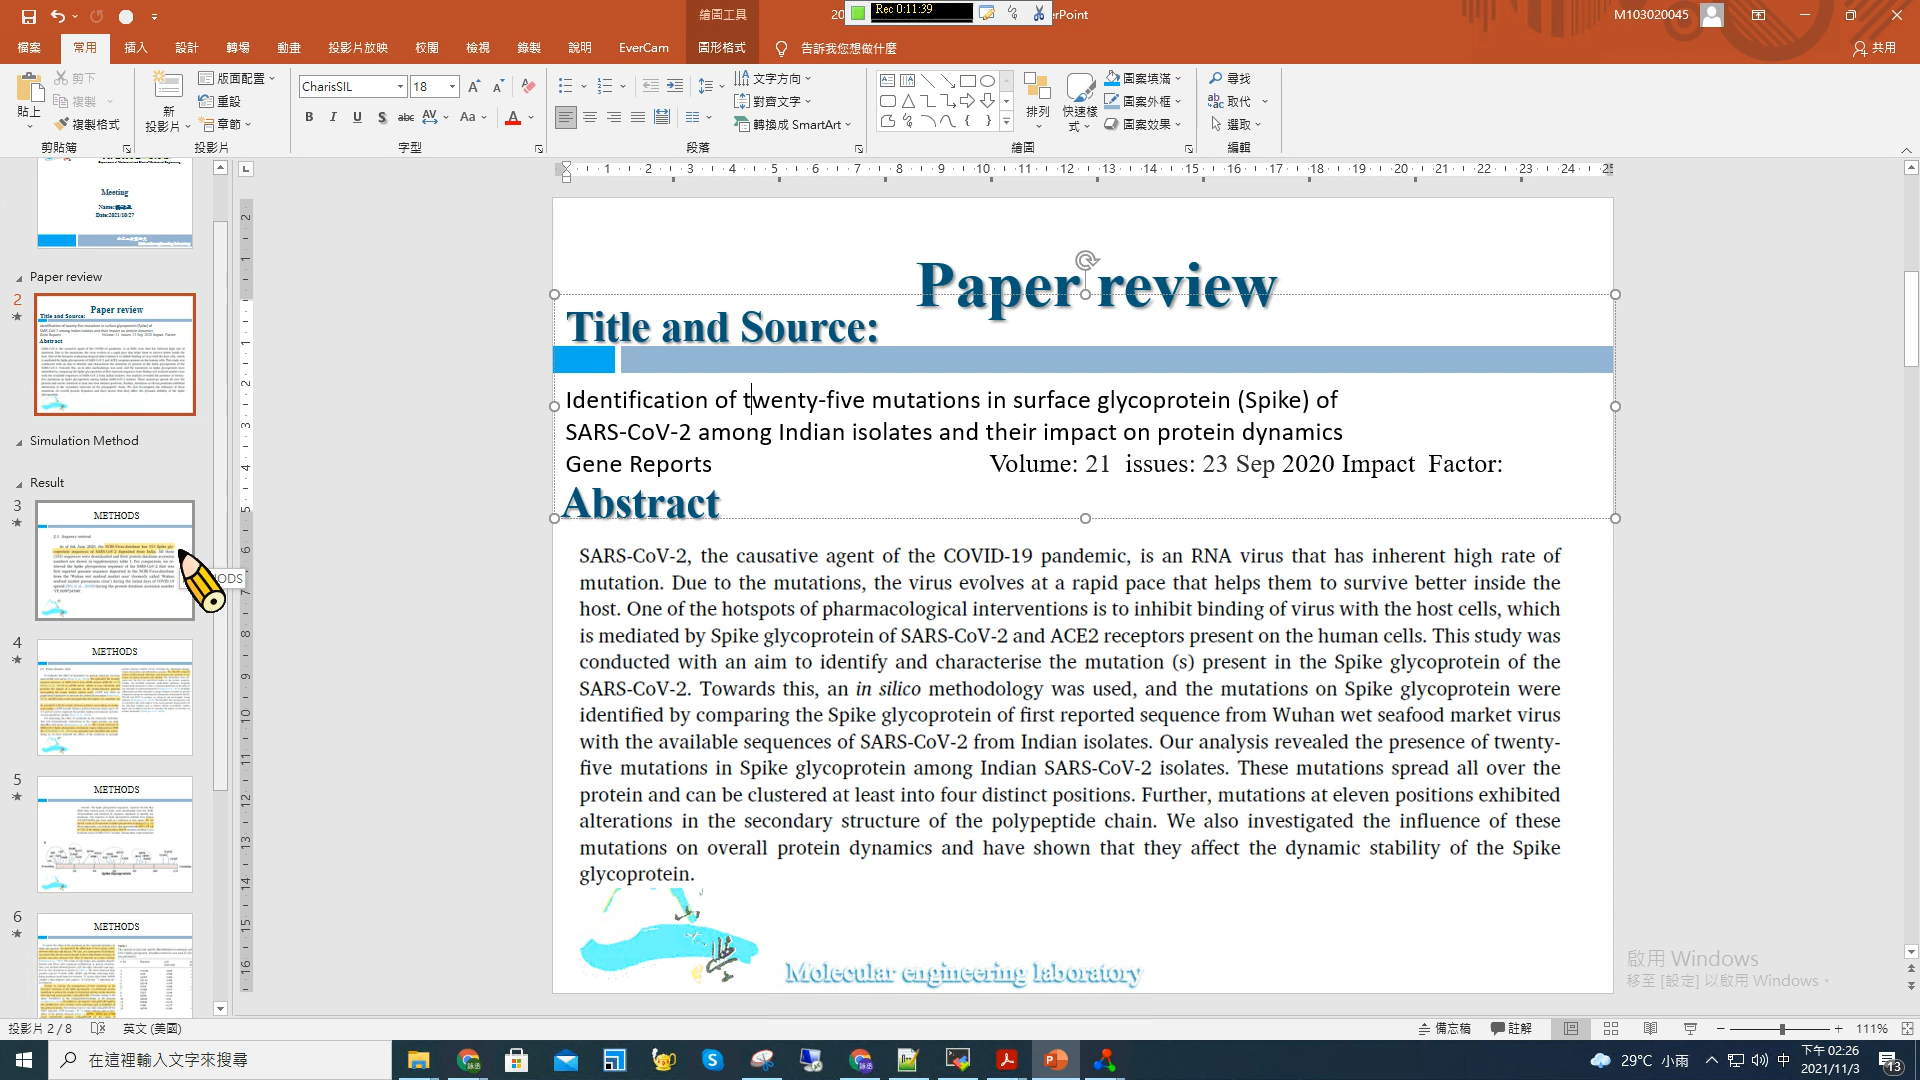 繪圖工具
20
Rec 0:11:39
erPoint
M103020045
檔案
常用
插入
設計
轉場
動畫
投影片放映
校閱
檢視
錄製
說明
EverCam
圖形格式
告訴我您想做什麼
共用
貼上
剪下
複製
複製格式
剪貼簿
新
投影片
版面配置
重設
章節
投影片
CharisSIL
18
字型
文字方向
對齊文字
轉換成 SmartArt
段落
排列
快速樣
式
圖案填滿
圖案外框
圖案效果
繪圖
尋找
取代
選取
編輯
Meeting
Date:2021/10/27
Paper review
2
Paper review
Title and Source:
Abstract
Simulation Method
Result
3
METHODS
4
METHODS
5
METHODS
6
METHODS
Paper review
Title and Source:
Identification of twenty-five mutations in surface glycoprotein (Spike) of
SARS-CoV-2 among Indian isolates and their impact on protein dynamics
Gene Reports Volume: 21 issues: 23 Sep 2020 Impact Factor:
Abstract
SARS-CoV-2, the causative agent of the COVID-19 pandemic, is an RNA virus that has inherent high rate of
mutation. Due to the mutations, the virus evolves at a rapid pace that helps them to survive better inside the
host. One of the hotspots of pharmacological interventions is to inhibit binding of virus with the host cells, which
is mediated by Spike glycoprotein of SARS-CoV-2 and ACE2 receptors present on the human cells. This study was
conducted with an aim to identify and characterise the mutation (s) present in the Spike glycoprotein of the
SARS-CoV-2. Towards this, an in silico methodology was used, and the mutations on Spike glycoprotein were
identified by comparing the Spike glycoprotein of first reported sequence from Wuhan wet seafood market virus
with the available sequences of SARS-CoV-2 from Indian isolates. Our analysis revealed the presence of twenty-
five mutations in Spike glycoprotein among Indian SARS-CoV-2 isolates. These mutations spread all over the
protein and can be clustered at least into four distinct positions. Further, mutations at eleven positions exhibited
alterations in the secondary structure of the polypeptide chain. We also investigated the influence of these
mutations on overall protein dynamics and have shown that they affect the dynamic stability of the Spike
glycoprotein.
Molecular engineering laboratory
啟用 Windows
移至 [設定] 以啟用 Windows。
投影片 2 / 8
英文 (美國)
備忘稿
註解
111%
在這裡輸入文字來搜尋
29°C 小雨
中
下午 02:26
2021/11/3
13